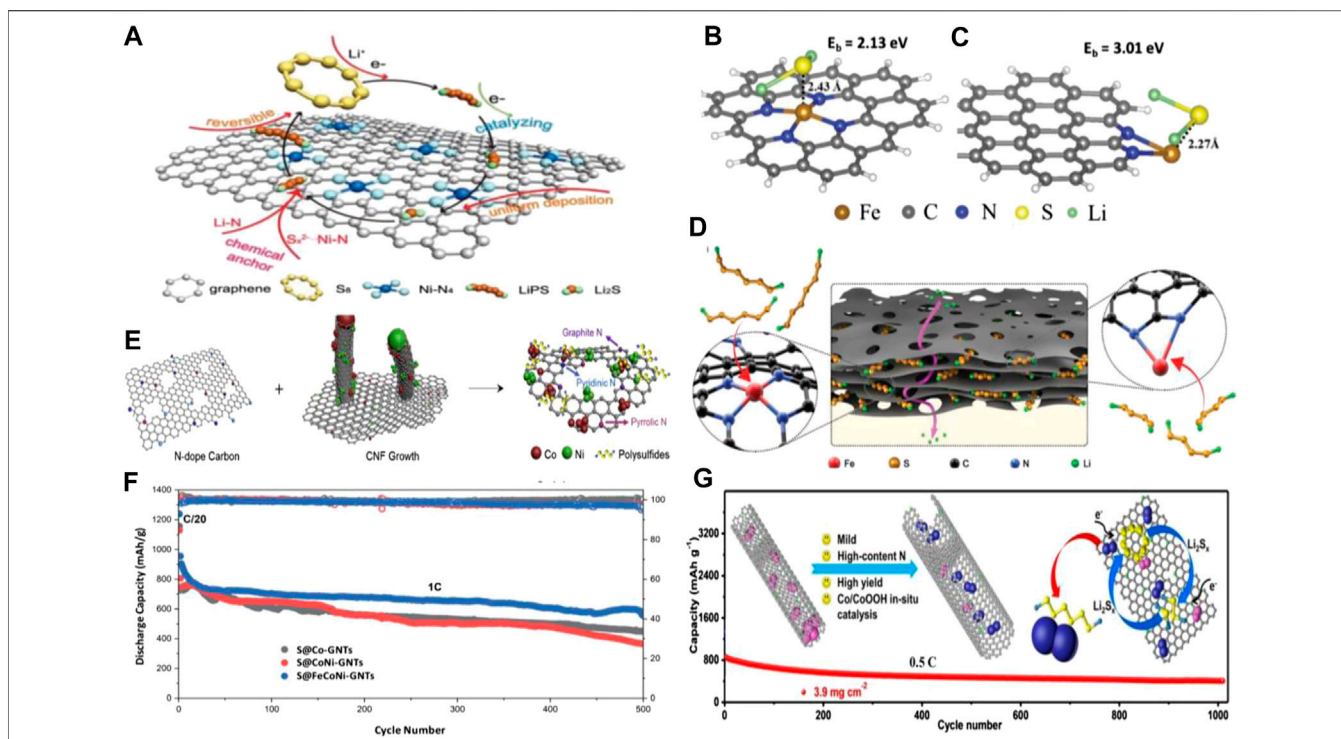 A
Li⁺
e-
e-
reversible
catalyzing
Li-N
uniform deposition
Sₓ²⁻ Ni-N
chemical
anchor
graphene S₈ Ni-N₄ LiPS Li₂S
B
E_b = 2.13 eV
2.43 Å
C
E_b = 3.01 eV
2.27Å
Fe C N S Li
D
Fe S C N Li
E
Graphite N
Pyridinic N
Pyrrolic N
+
N-dope Carbon CNF Growth Co Ni Polysulfides
F
Discharge Capacity (mAh/g)
1400
1300
1200
1000
800
600
400
200
0
C/20
1C
S@Co-GNTs
S@CoNi-GNTs
S@FeCoNi-GNTs
100
80
60
40
20
0
0 100 200 300 400 500
Cycle Number
G
Capacity (mAh g⁻¹)
3200
2400
1600
800
0
Mild
High-content N
High yield
Co/CoOOH in-situ
catalysis
e⁻
Li₂Sₓ
e⁻
Li₂Sₓ
0.5 C
3.9 mg cm⁻²
0 200 400 600 800 1000
Cycle number